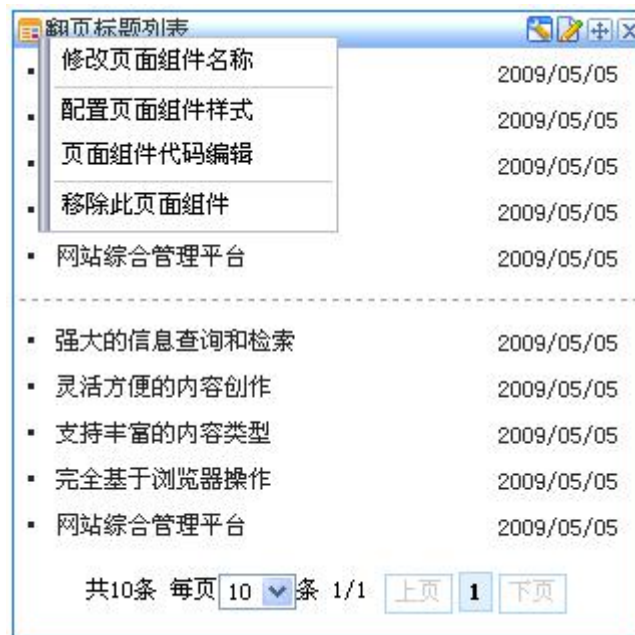 翻页标题列表
修改页面组件名称
2009/05/05
配置页面组件样式
2009/05/05
页面组件代码编辑
2009/05/05
移除此页面组件
2009/05/05
网站综合管理平台 2009/05/05
强大的信息查询和检索 2009/05/05
灵活方便的内容创作 2009/05/05
支持丰富的内容类型 2009/05/05
完全基于浏览器操作 2009/05/05
网站综合管理平台 2009/05/05
共10条 每页 10 条 1/1 上页 1 下页